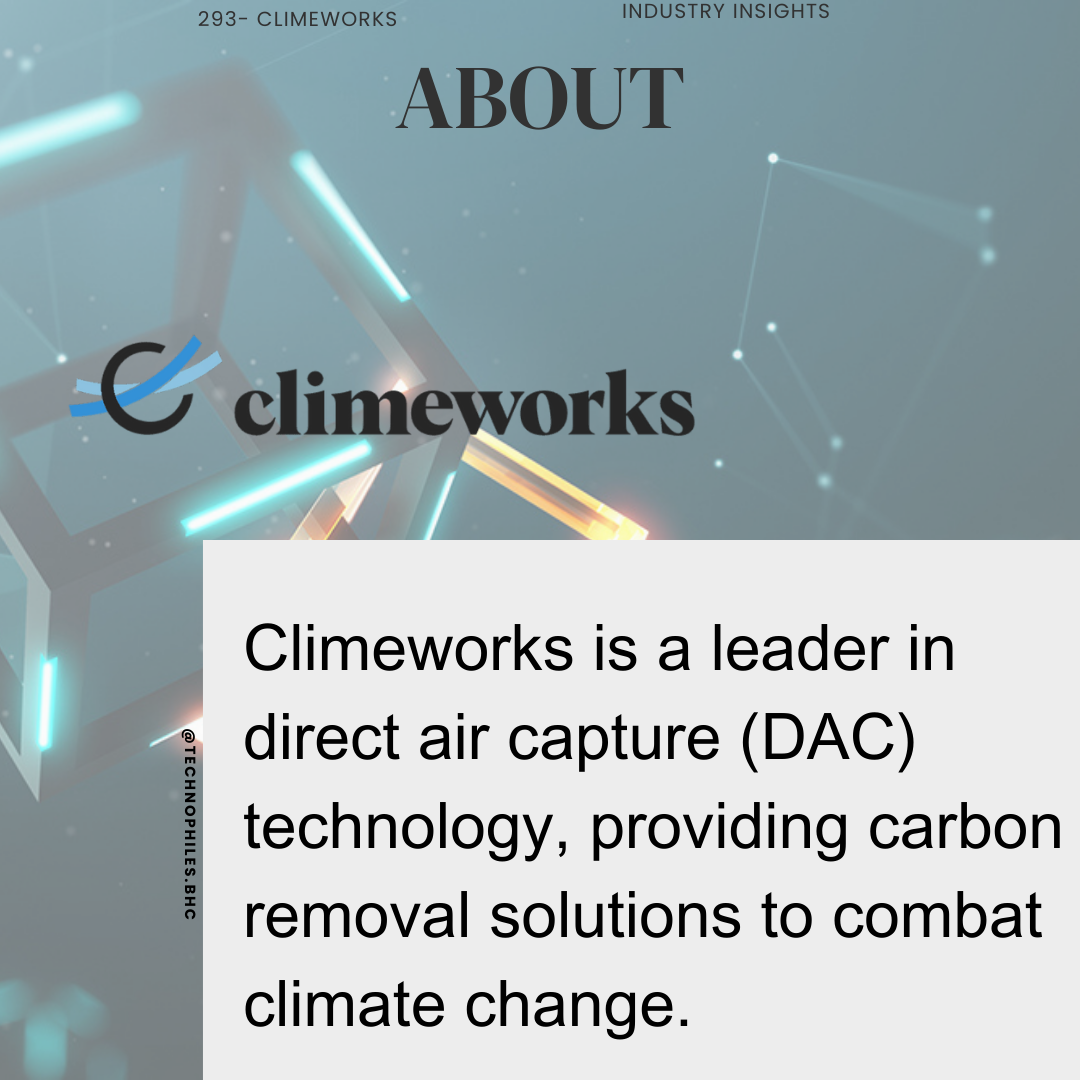 293- CLIMEWORKS
INDUSTRY INSIGHTS
ABOUT
climeworks
Climeworks is a leader in
direct air capture (DAC)
technology, providing carbon
removal solutions to combat
climate change.
@TECHNOPHILES.BHC